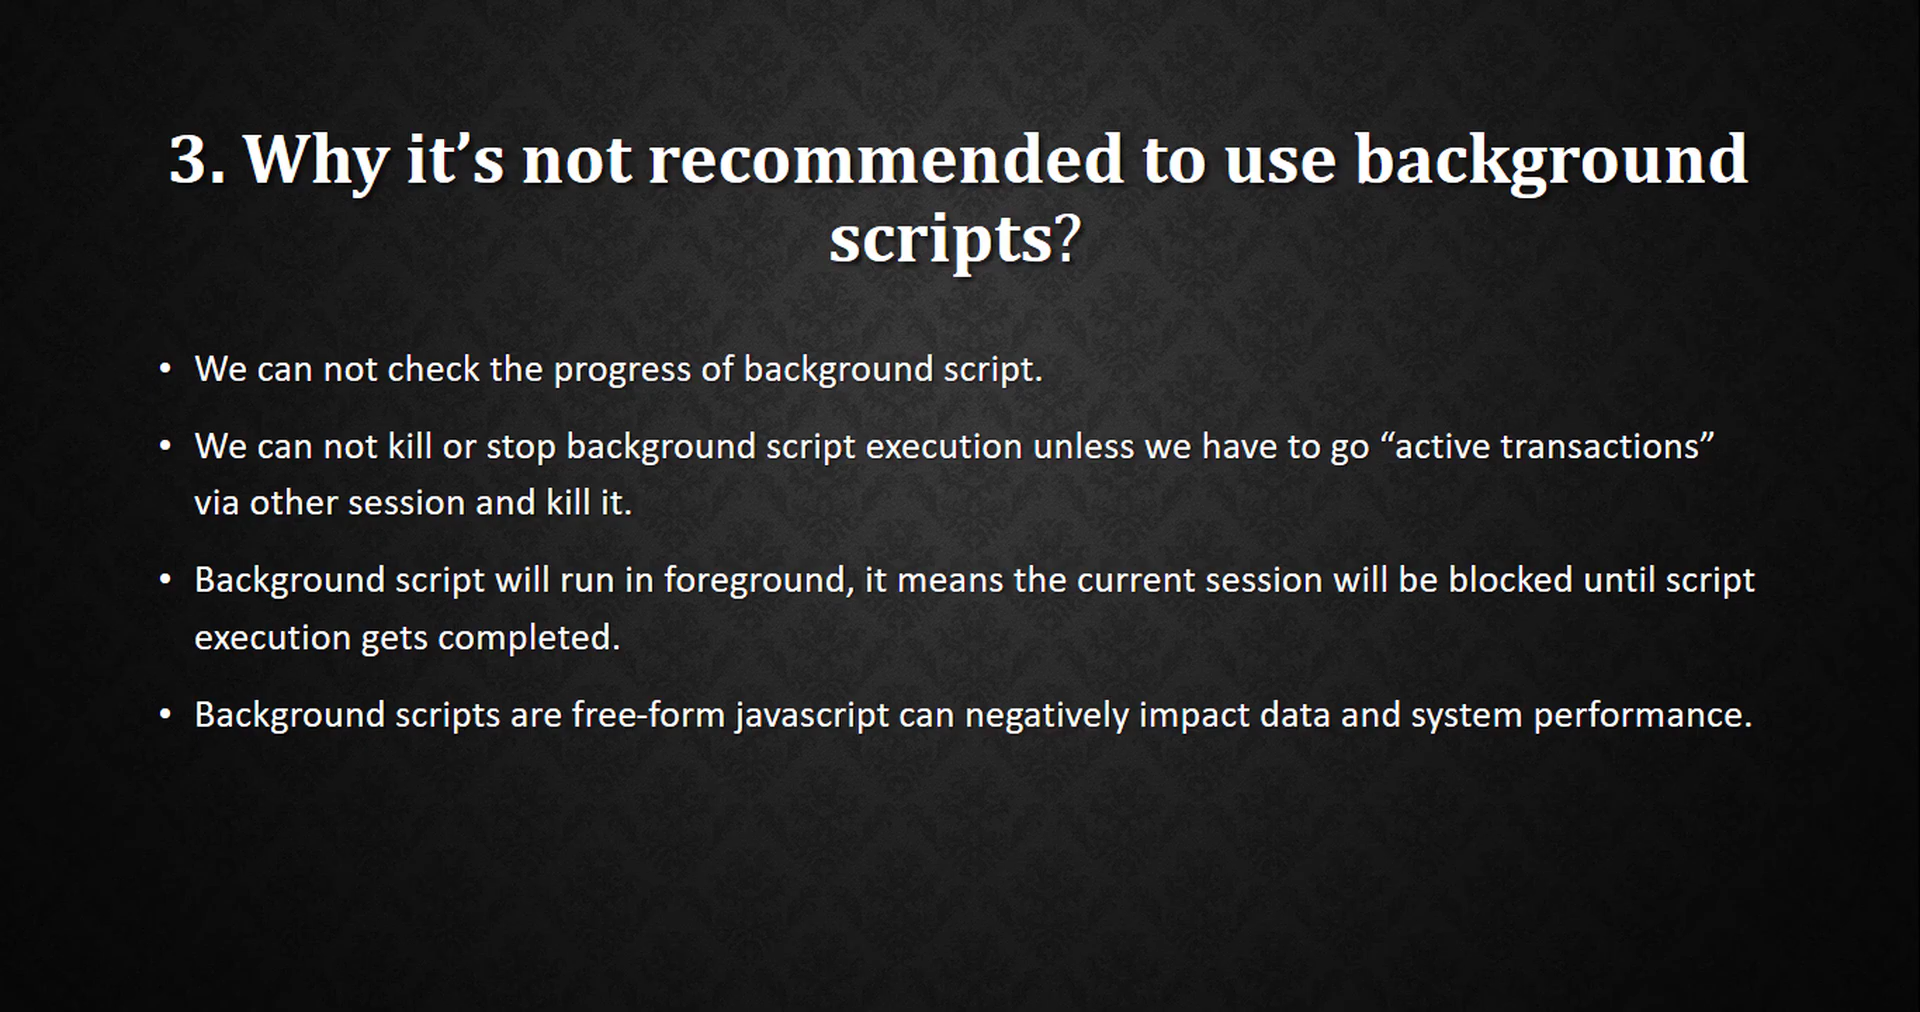 3. Why it’s not recommended to use background
scripts?
• We can not check the progress of background script.
• We can not kill or stop background script execution unless we have to go “active transactions”
via other session and kill it.
• Background script will run in foreground, it means the current session will be blocked until script
execution gets completed.
• Background scripts are free-form javascript can negatively impact data and system performance.